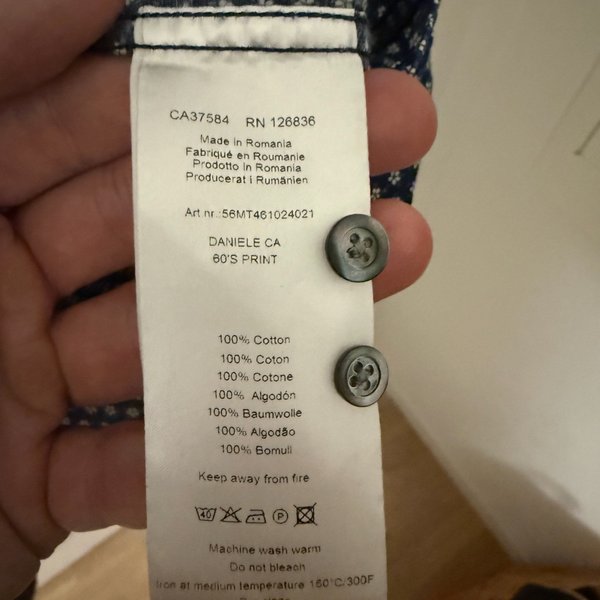 CA37584 RN 126836
Made in Romania
Fabriqué en Roumanie
Prodotto in Romania
Producerat i Rumänien
Art nr.:56MT461024021
DANIELE CA
60'S PRINT
100% Cotton
100% Coton
100% Cotone
100% Algodón
100% Baumwolle
100% Algodão
100% Bomull
Keep away from fire
40 P
Machine wash warm
Do not bleach
Iron at medium temperature 150°C/300F